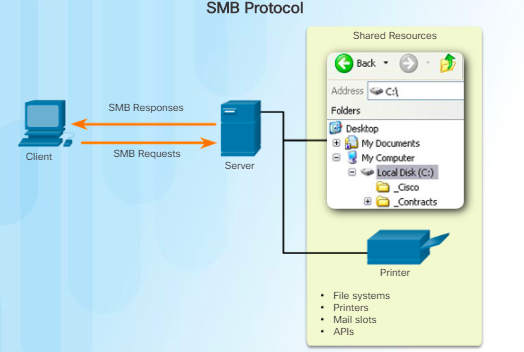 SMB Protocol
Shared Resources
Back
Address C:\
Folders
Desktop
My Documents
My Computer
Local Disk (C:)
_Cisco
_Contracts
SMB Responses
SMB Requests
Client
Server
Printer
• File systems
• Printers
• Mail slots
• APIs